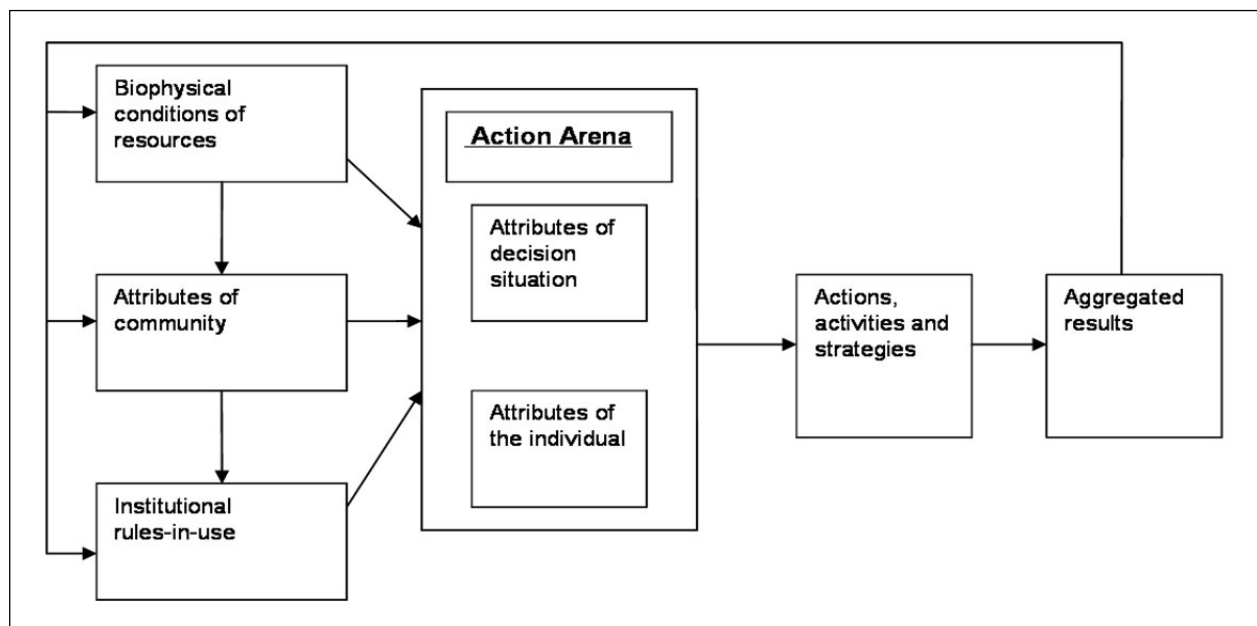 Biophysical
conditions of
resources
Action Arena
Attributes of
decision
situation
Attributes of
community
Actions,
activities and
strategies
Aggregated
results
Attributes of
the individual
Institutional
rules-in-use